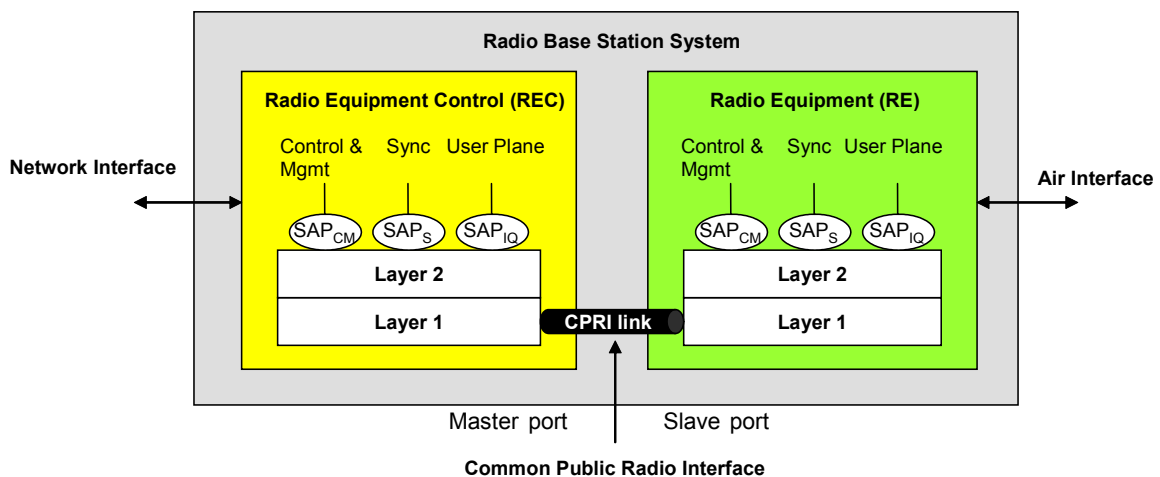 Radio Base Station System
Radio Equipment Control (REC)
Radio Equipment (RE)
Control & Mgmt
Sync
User Plane
Control & Mgmt
Sync
User Plane
Network Interface
Air Interface
SAPCM
SAPS
SAPIQ
SAPCM
SAPS
SAPIQ
Layer 2
Layer 2
Layer 1
CPRI link
Layer 1
Master port
Slave port
Common Public Radio Interface